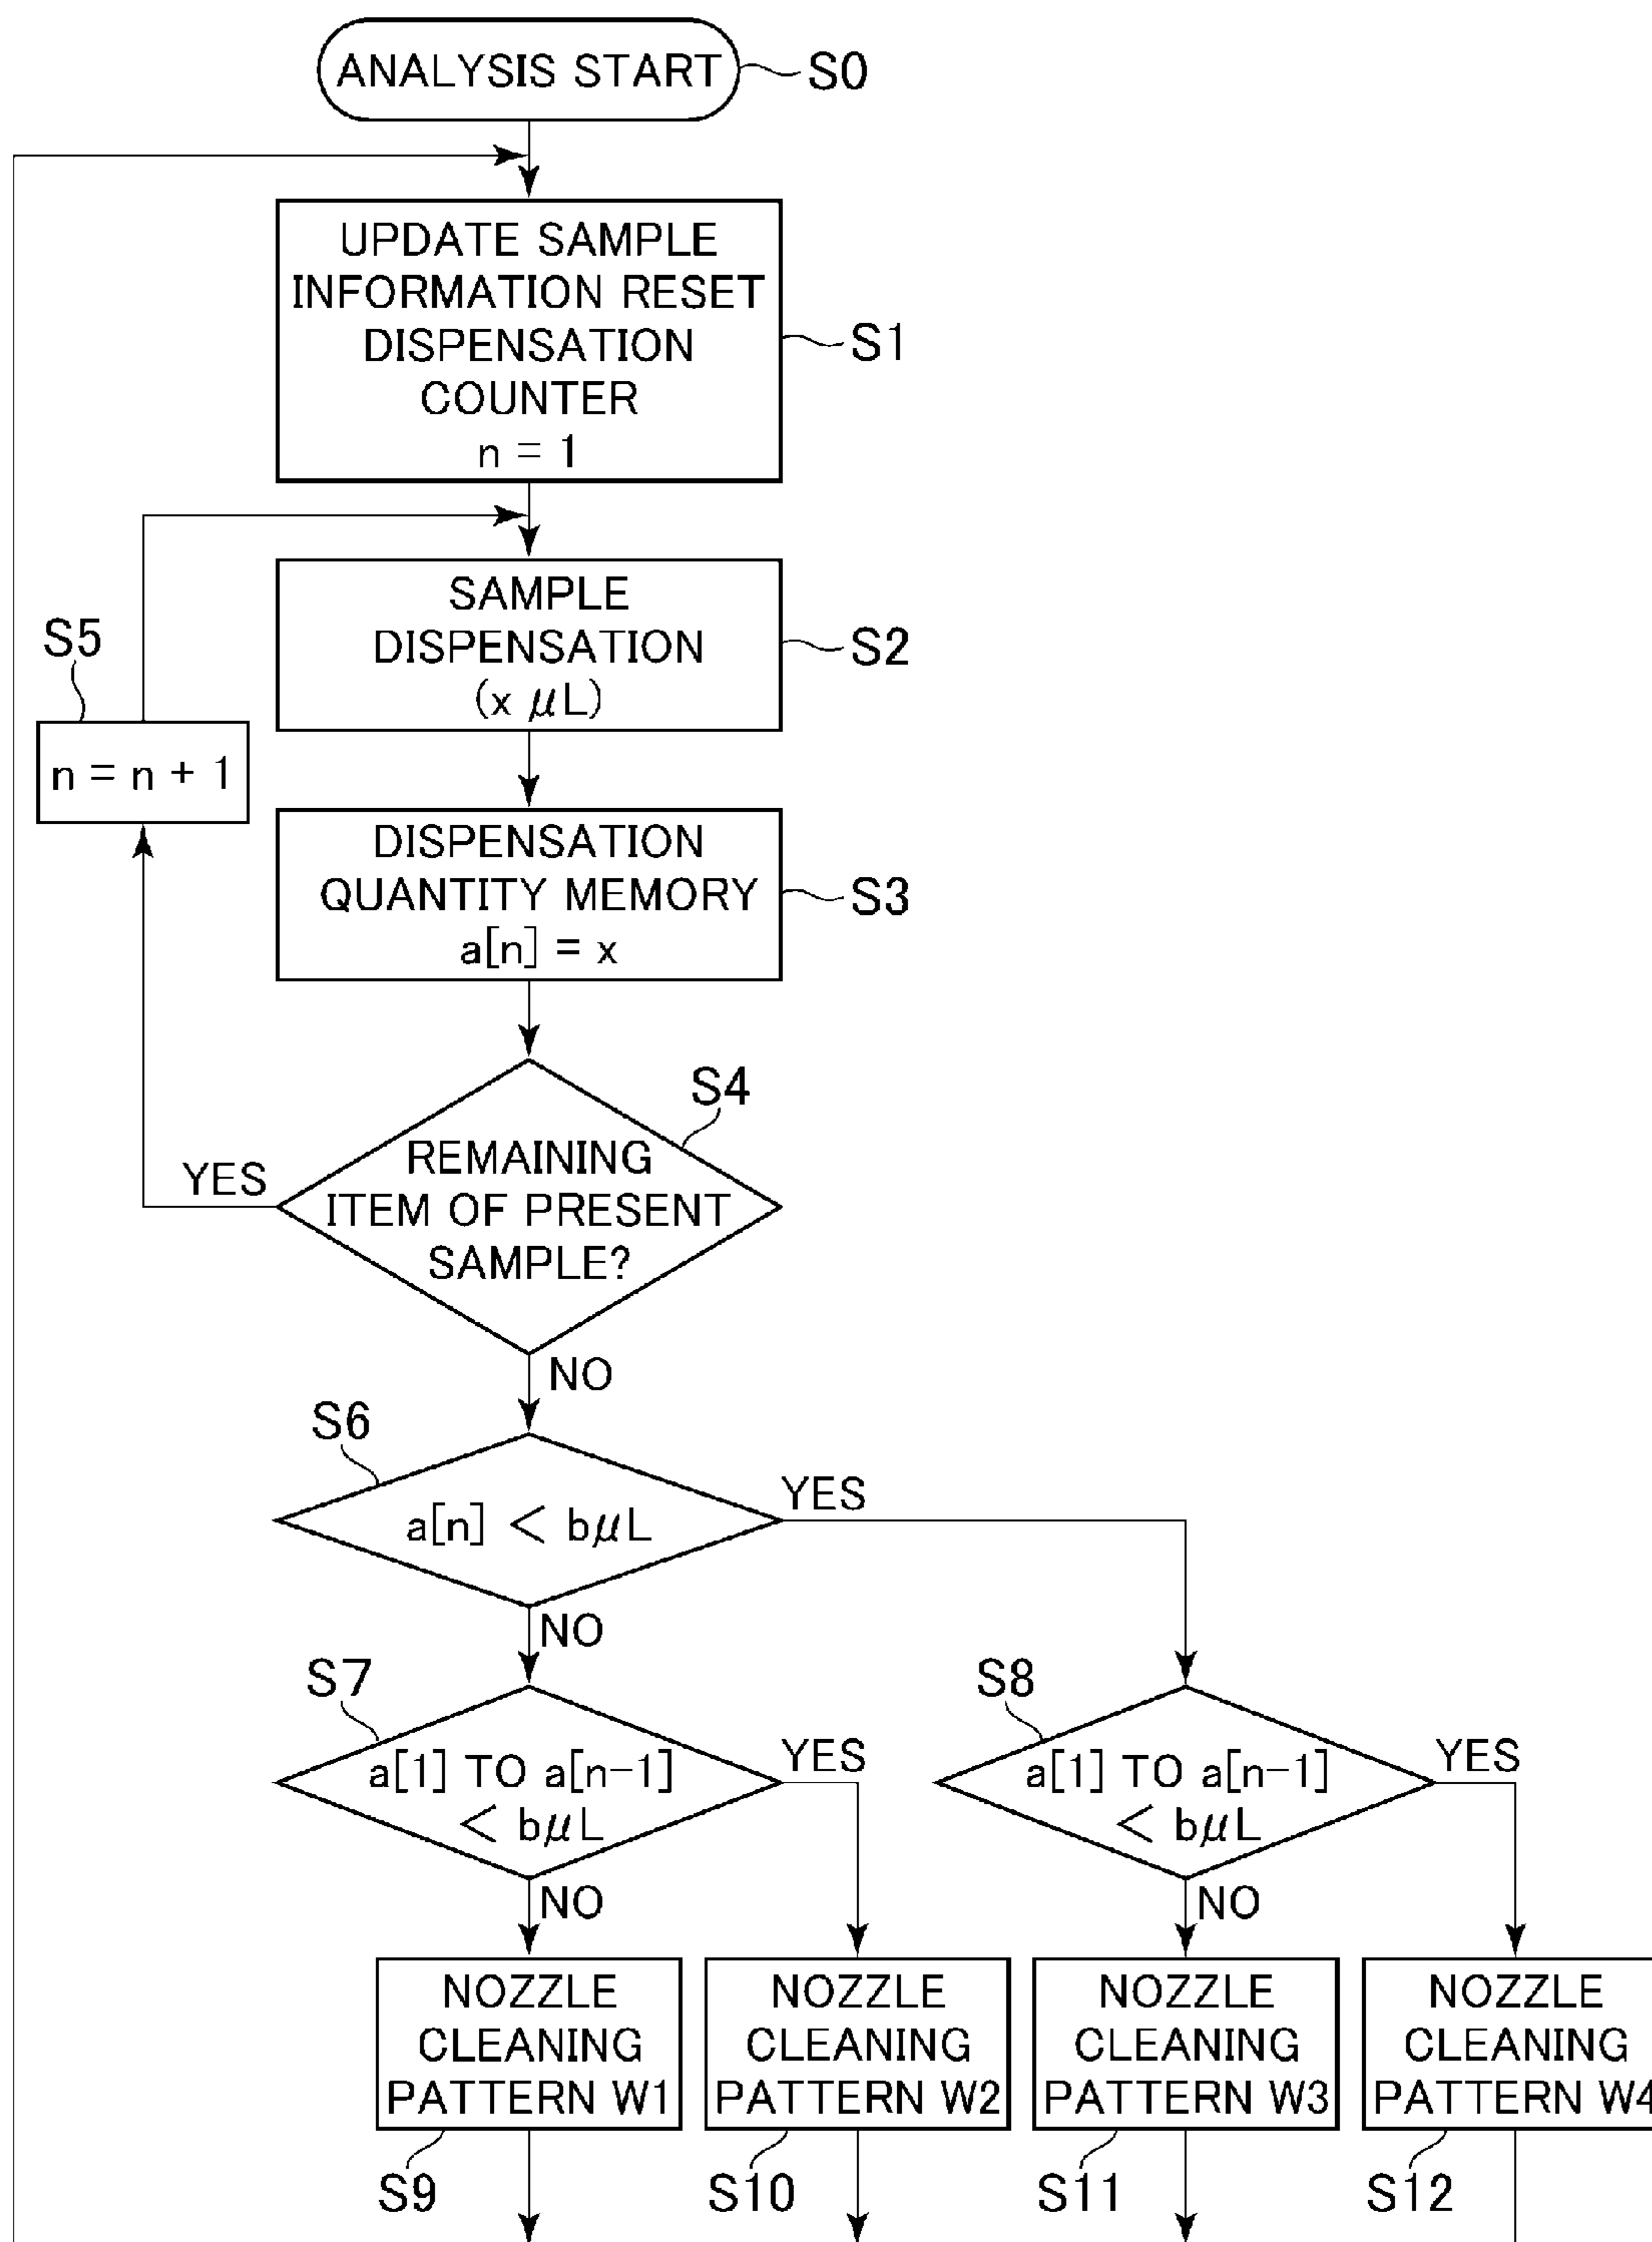 ANALYSIS START
S0
UPDATE SAMPLE
INFORMATION RESET
DISPENSATION
COUNTER
n = 1
S1
SAMPLE
DISPENSATION
(x μL)
S2
S5
n = n + 1
DISPENSATION
QUANTITY MEMORY
a[n] = x
S3
S4
REMAINING
ITEM OF PRESENT
SAMPLE?
YES
NO
S6
a[n] < bμL
YES
NO
S7
a[1] TO a[n-1]
< bμL
YES
NO
S8
a[1] TO a[n-1]
< bμL
YES
NO
NOZZLE
CLEANING
PATTERN W1
S9
NOZZLE
CLEANING
PATTERN W2
S10
NOZZLE
CLEANING
PATTERN W3
S11
NOZZLE
CLEANING
PATTERN W4
S12